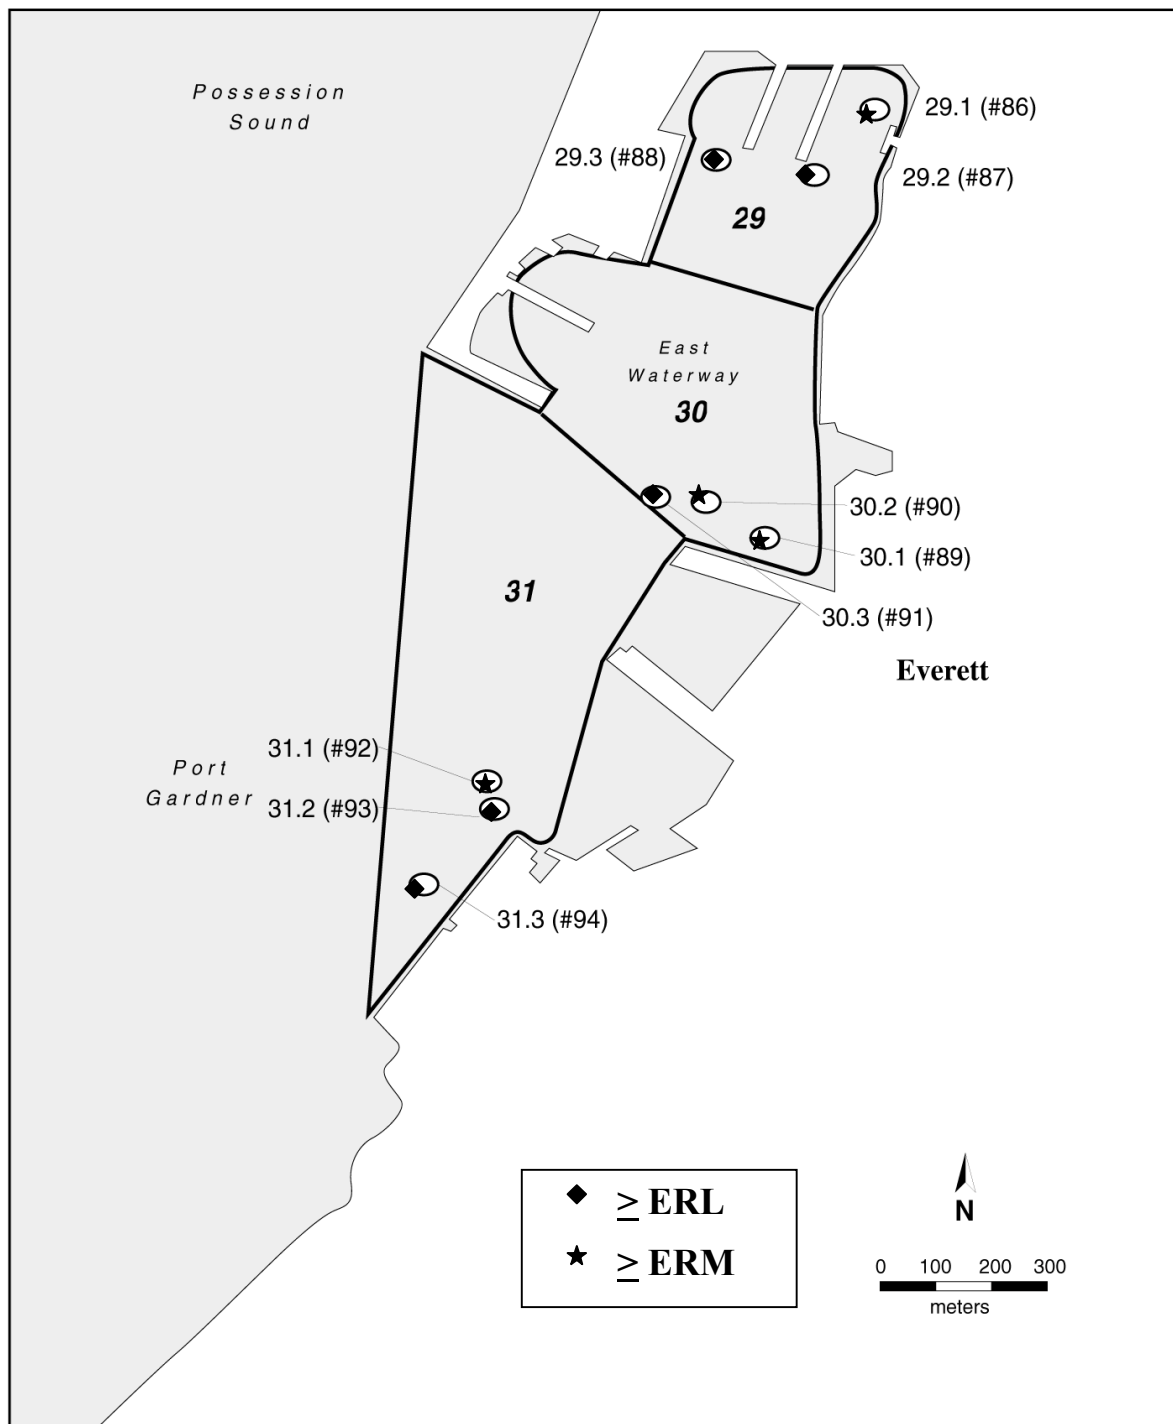 Possession
Sound
29.1 (#86)
29.3 (#88)
29.2 (#87)
29
East
Waterway
30
30.2 (#90)
30.1 (#89)
31
30.3 (#91)
Everett
31.1 (#92)
Port
Gardner
31.2 (#93)
31.3 (#94)
≥ ERL
≥ ERM
N
0 100 200 300
meters